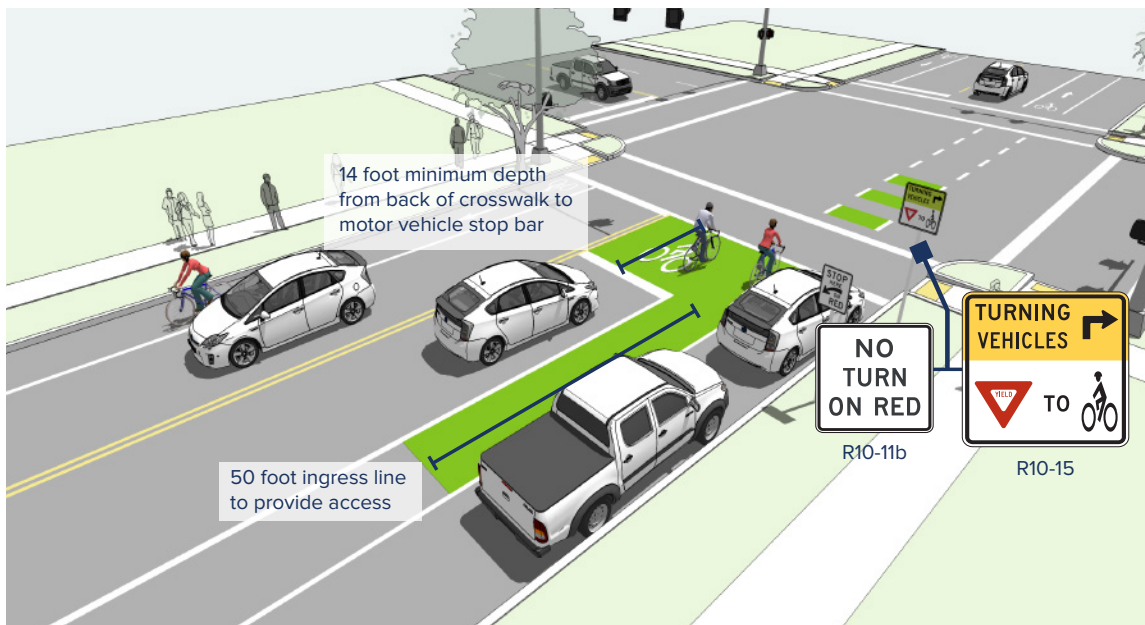 14 foot minimum depth
from back of crosswalk to
motor vehicle stop bar
TURNING
VEHICLES
TO
STOP
HERE
ON
RED
TURNING
VEHICLES
YIELD
TO
NO
TURN
ON RED
R10-11b
R10-15
50 foot ingress line
to provide access